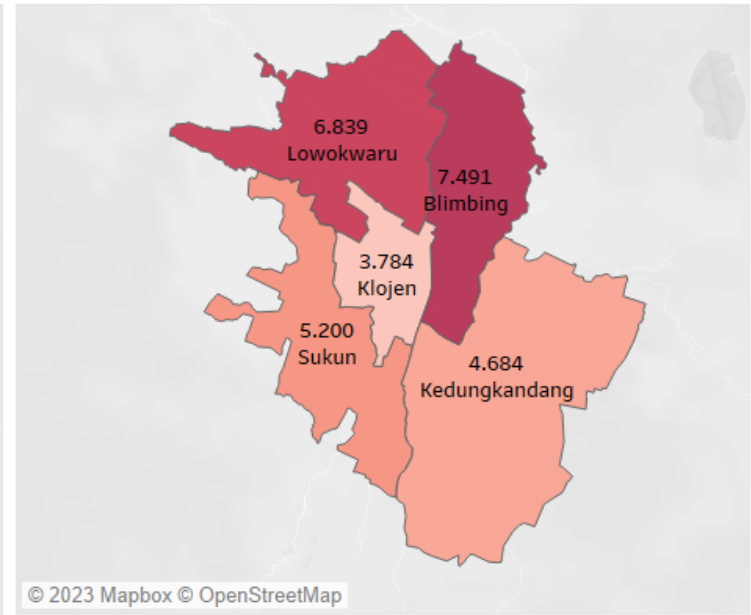 6.839
Lowokwaru
7.491
Blimbing
3.784
Klojen
5.200
Sukun
4.684
Kedungkandang
© 2023 Mapbox © OpenStreetMap